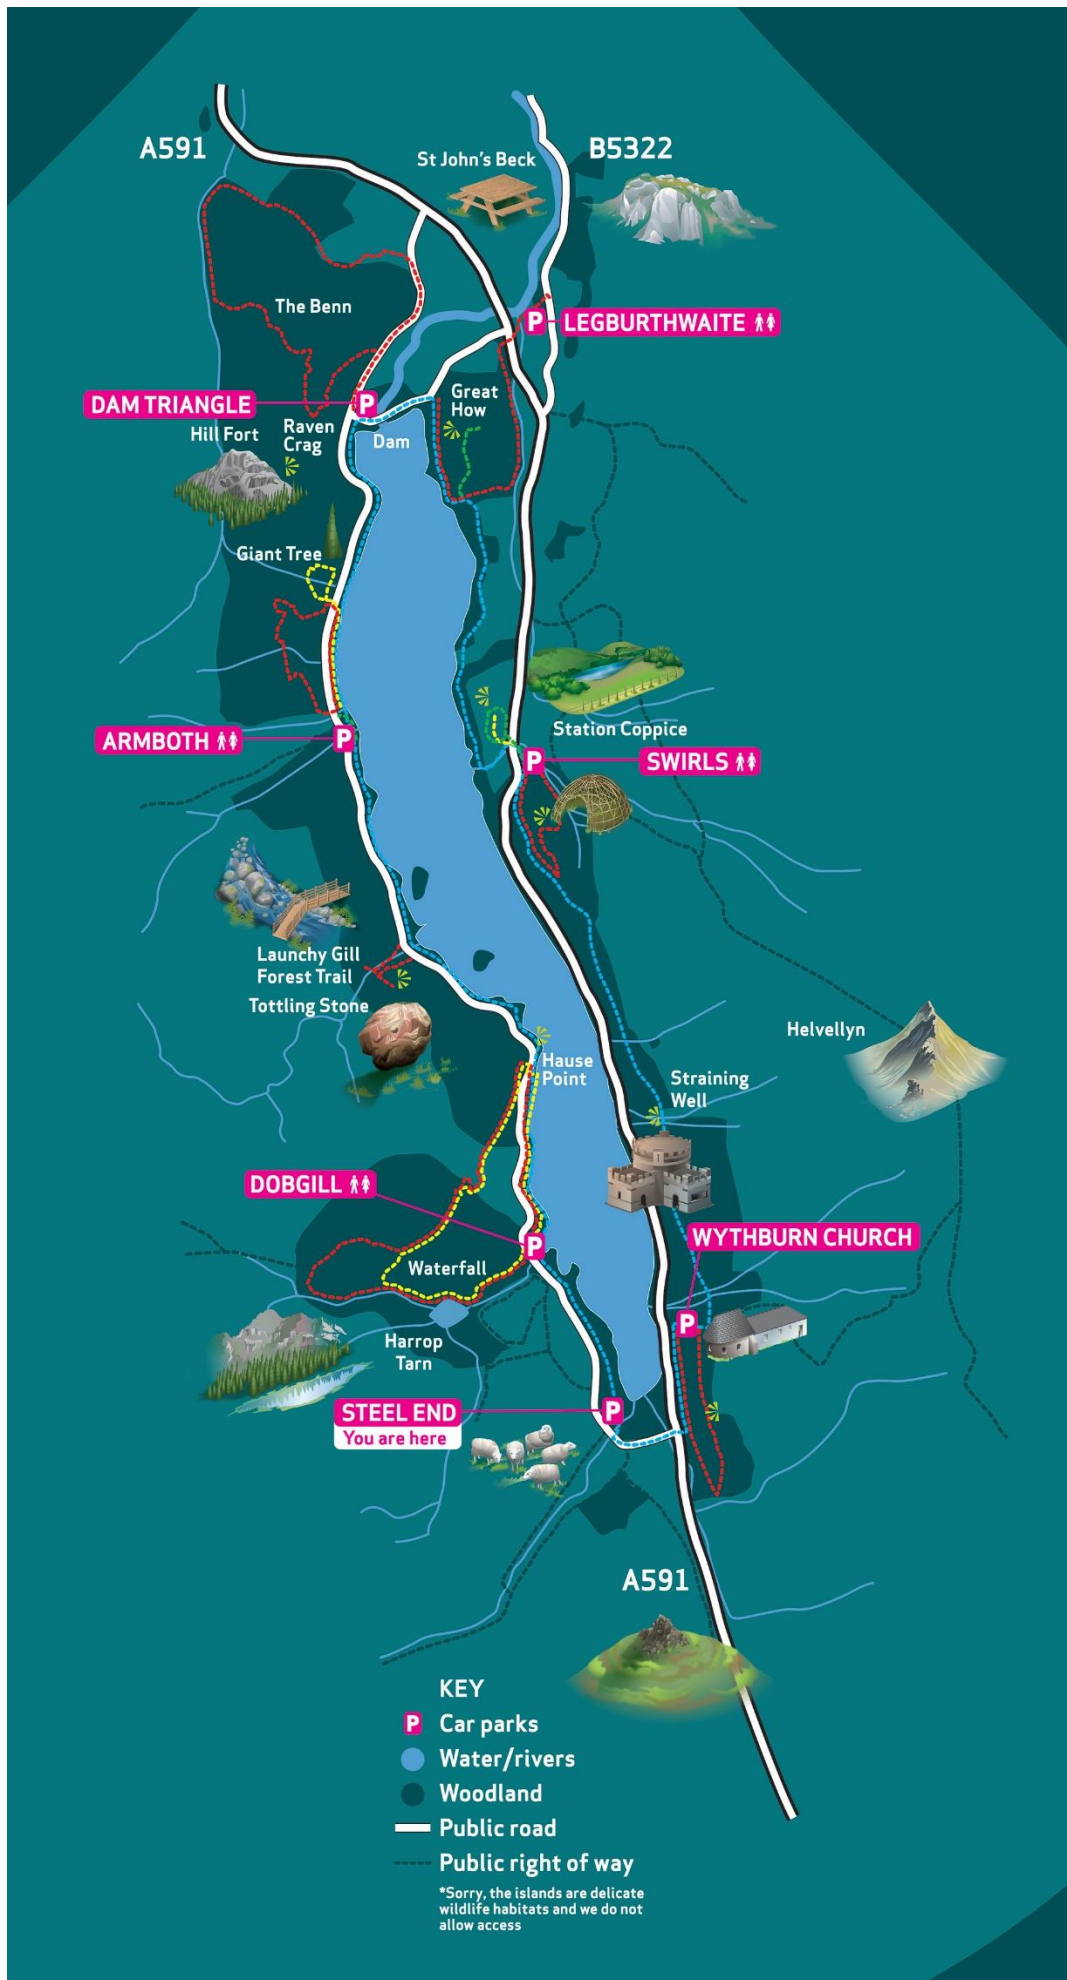 A591
St John's Beck
B5322
The Benn
P
LEGBURTHWAITE
DAM TRIANGLE
P
Great
How
Hill Fort
Raven
Crag
Dam
Giant Tree
Station Coppice
ARMBOTH
P
P
SWIRLS
Launchy Gill
Forest Trail
Tottling Stone
Helvellyn
Hause
Point
Straining
Well
DOBGILL
P
WYTHBURN CHURCH
Waterfall
P
Harrop
Tarn
STEEL END
You are here
P
A591
KEY
P Car parks
Water/rivers
Woodland
Public road
Public right of way
*Sorry, the islands are delicate
wildlife habitats and we do not
allow access